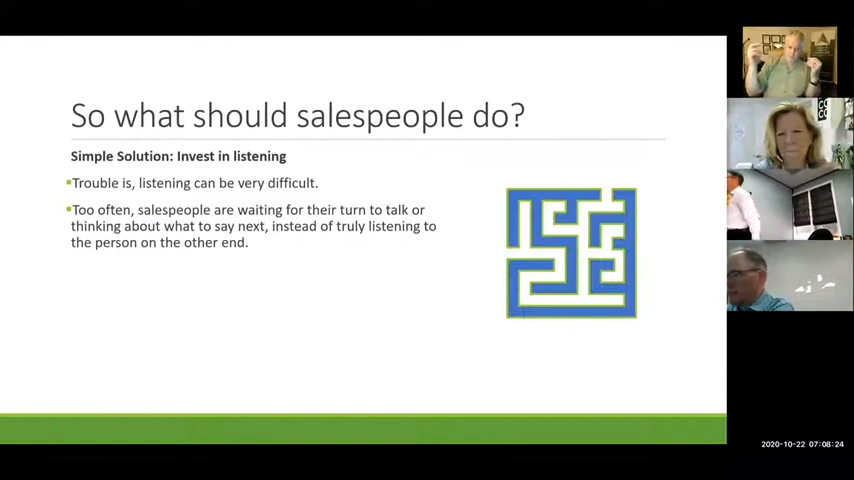 So what should salespeople do?
Simple Solution: Invest in listening
▪Trouble is, listening can be very difficult.
▪Too often, salespeople are waiting for their turn to talk or
thinking about what to say next, instead of truly listening to
the person on the other end.
2020-10-22 07:08:24